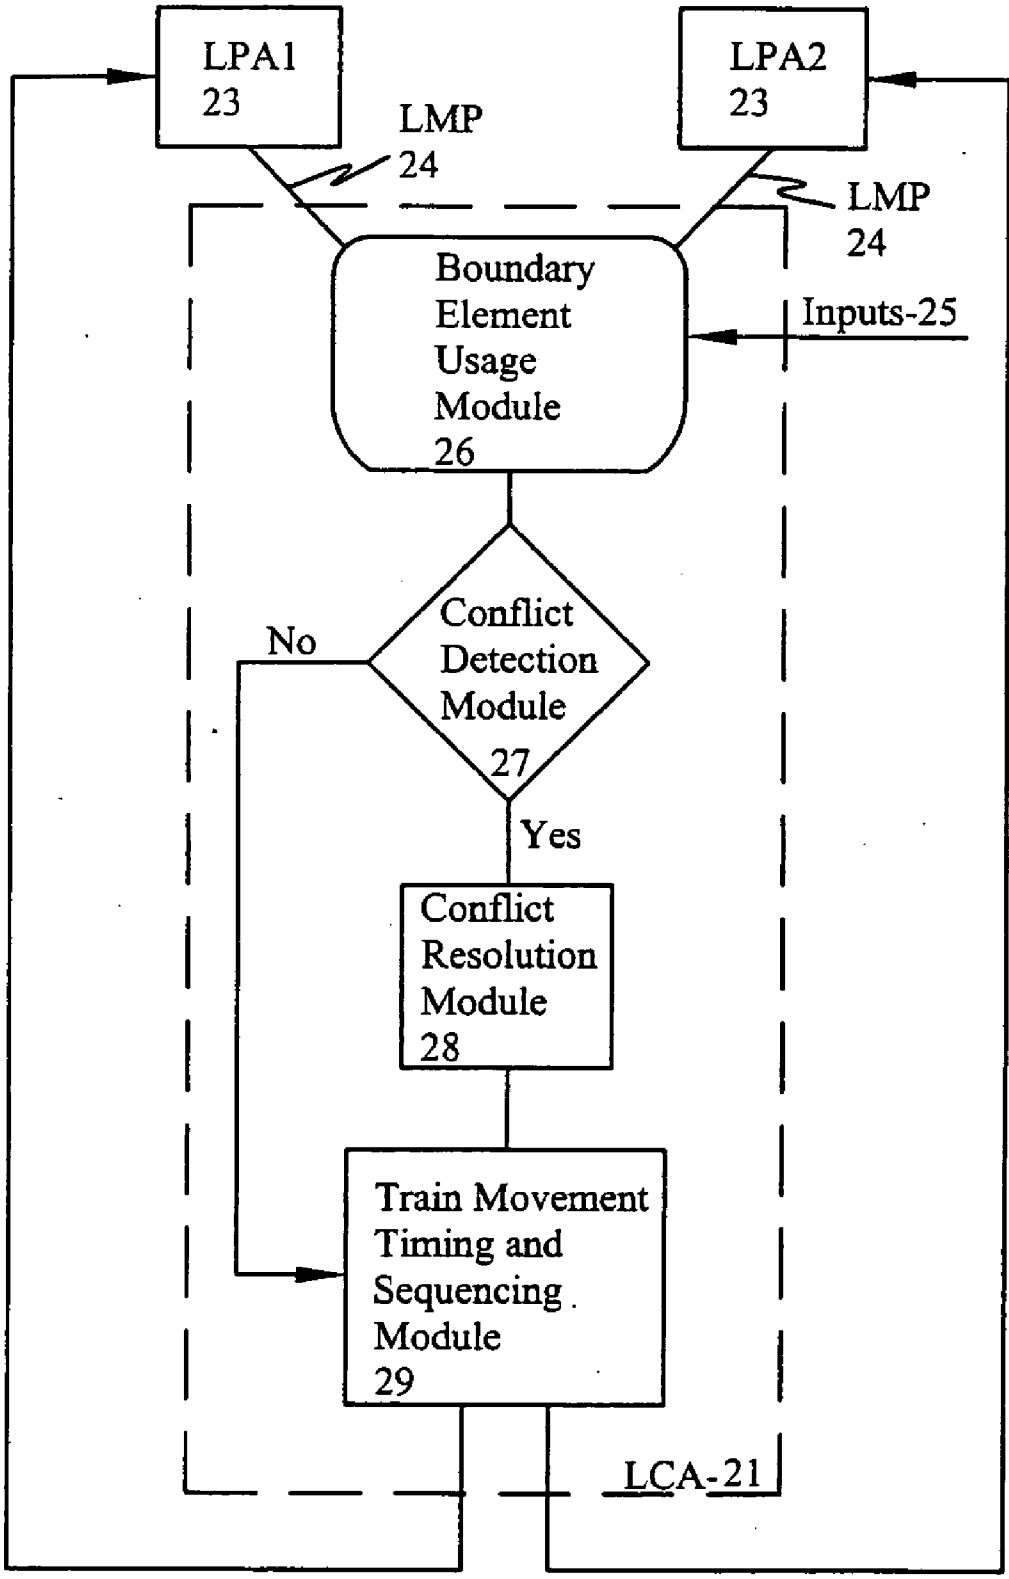 LPA1
23
LPA2
23
LMP
24
LMP
24
Boundary
Element
Usage
Module
26
Inputs-25
Conflict
Detection
Module
27
No
Yes
Conflict
Resolution
Module
28
Train Movement
Timing and
Sequencing
Module
29
LCA-21